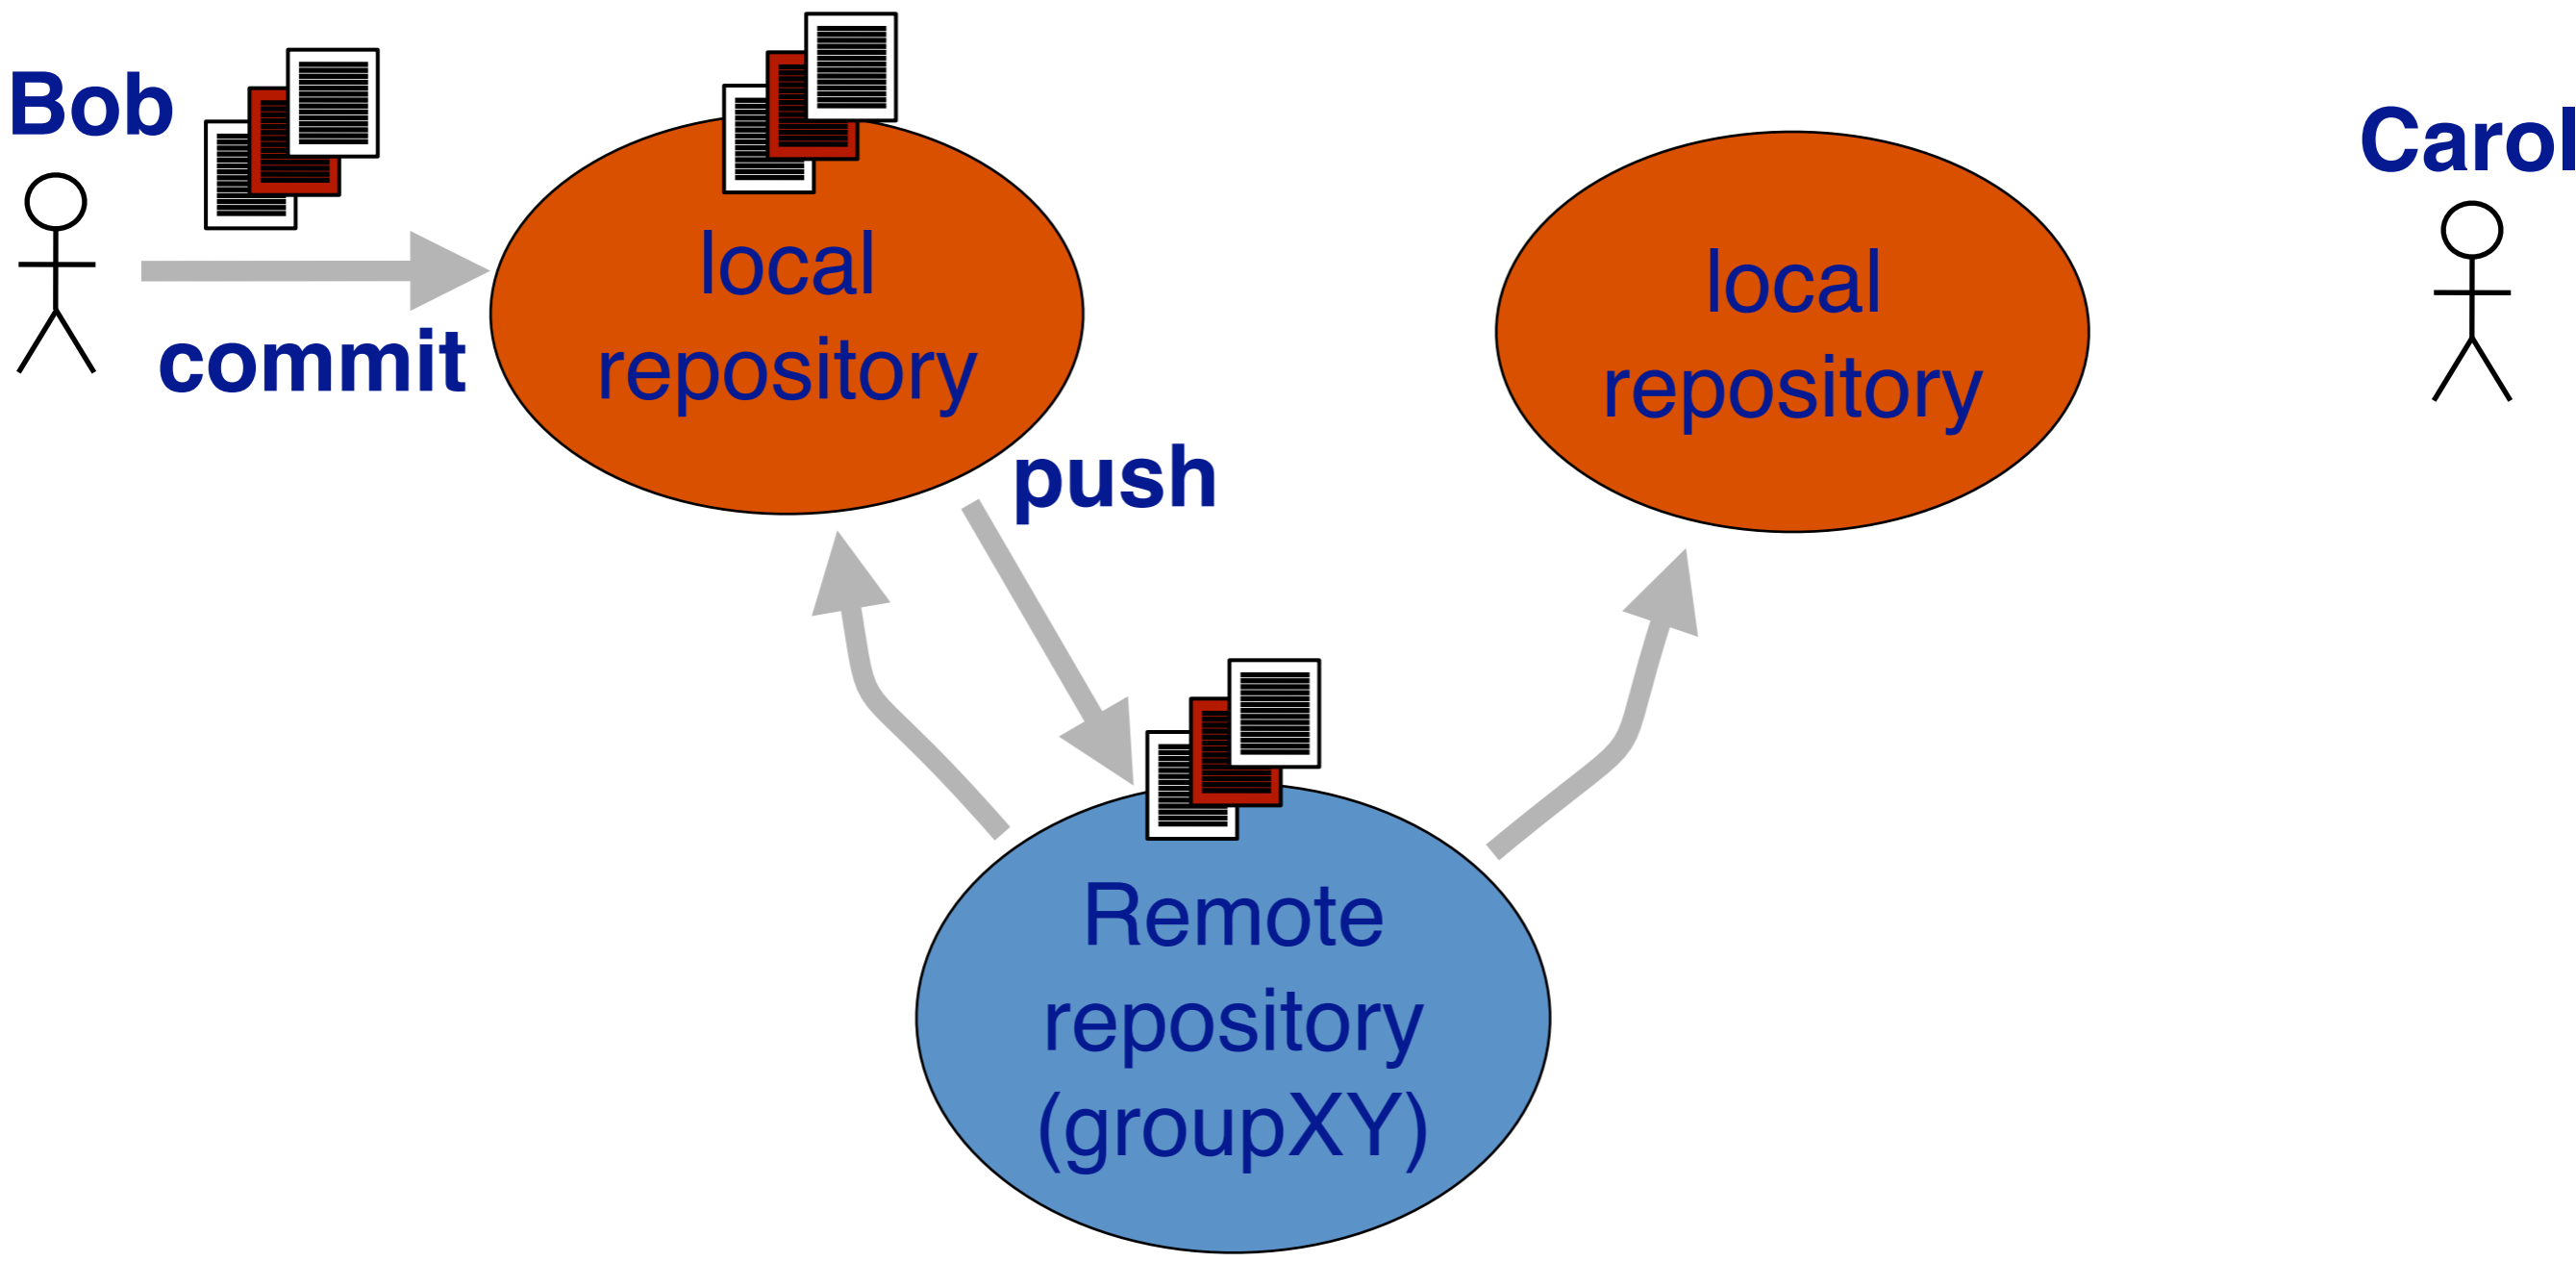 Bob
commit
local
repository
push
local
repository
Carol
Remote
repository
(groupXY)